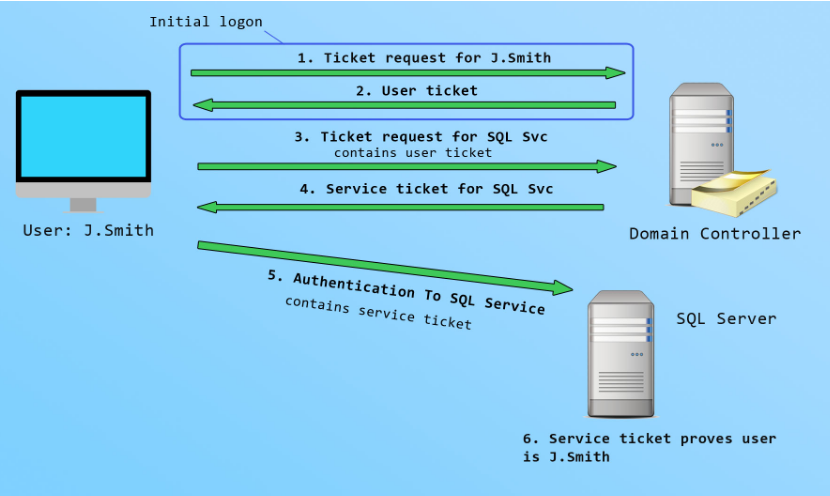 Initial logon
1. Ticket request for J.Smith
2. User ticket
3. Ticket request for SQL Svc
contains user ticket
4. Service ticket for SQL Svc
User: J.Smith
Domain Controller
5. Authentication To SQL Service
contains service ticket
SQL Server
6. Service ticket proves user
is J.Smith